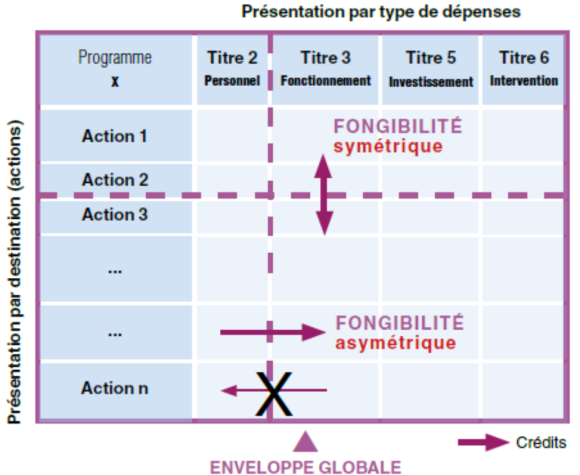 Présentation par type de dépenses
Présentation par destination (actions)
Programme
x
Titre 2
Personnel
Titre 3
Fonctionnement
Titre 5
Investissement
Titre 6
Intervention
Action 1
FONGIBILITÉ
symétrique
Action 2
Action 3
...
...
FONGIBILITÉ
asymétrique
Action n
X
Crédits
ENVELOPPE GLOBALE